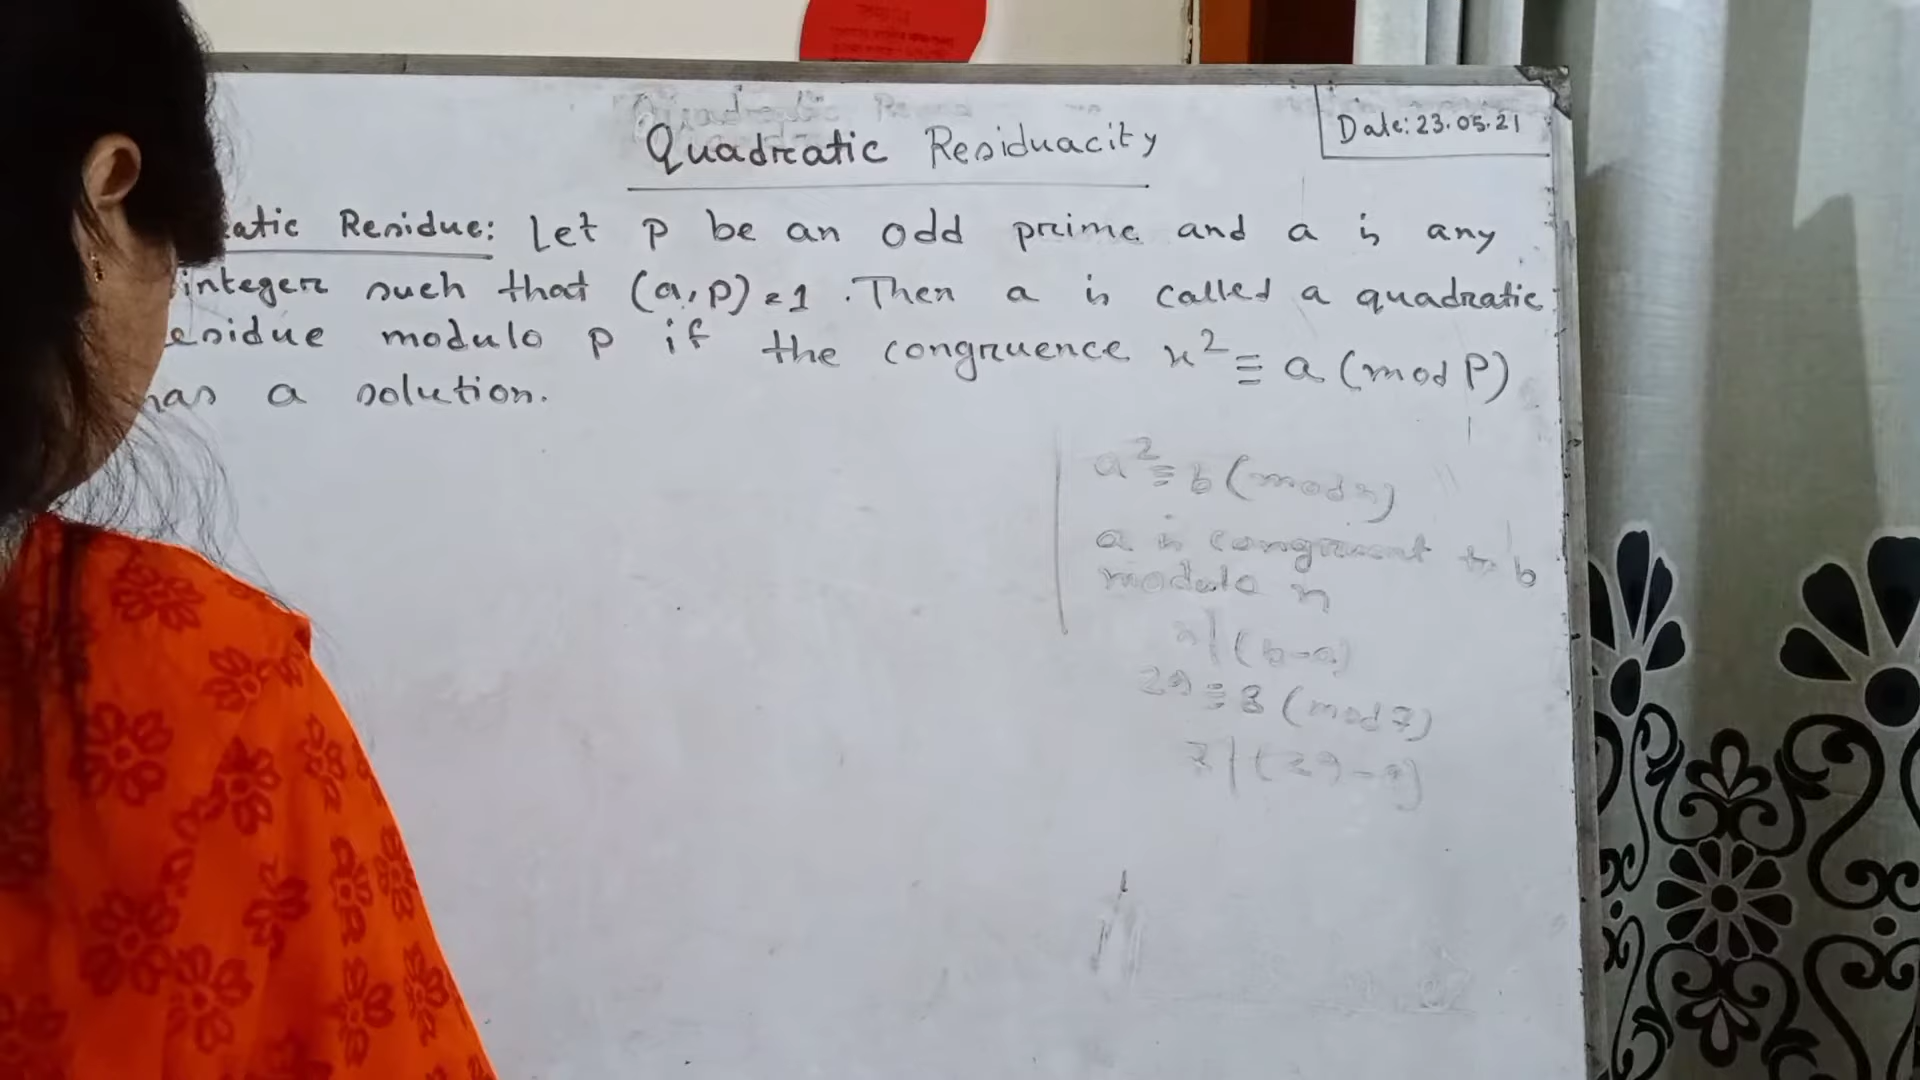 Quadratic Residuacity
Date: 23.05.21
atic Residue: Let p be an odd prime and a is any
integer such that (a, p) = 1. Then a is called a quadratic
esidue modulo p if the congruence x² ≡ a (mod p)
has a solution.
a² ≡ b (mod n)
a is congruent to b
modulo n
n | (b-a)
29 ≡ 8 (mod 7)
7 | (29-8)